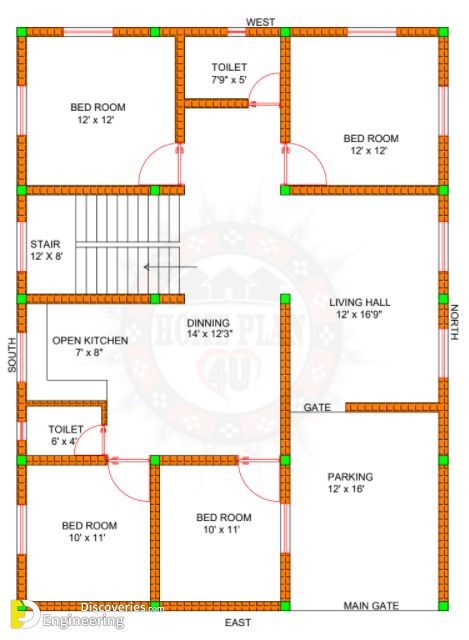 WEST
TOILET
7'9" x 5'
BED ROOM
12' x 12'
BED ROOM
12' x 12'
STAIR
12' X 8'
LIVING HALL
12' x 16'9"
DINNING
14' x 12'3"
OPEN KITCHEN
7' x 8"
HOUSE PLAN
4U
SOUTH
NORTH
GATE
TOILET
6' x 4'
PARKING
12' x 16'
BED ROOM
10' x 11'
BED ROOM
10' x 11'
MAIN GATE
EAST
Engineering
Discoveries.com